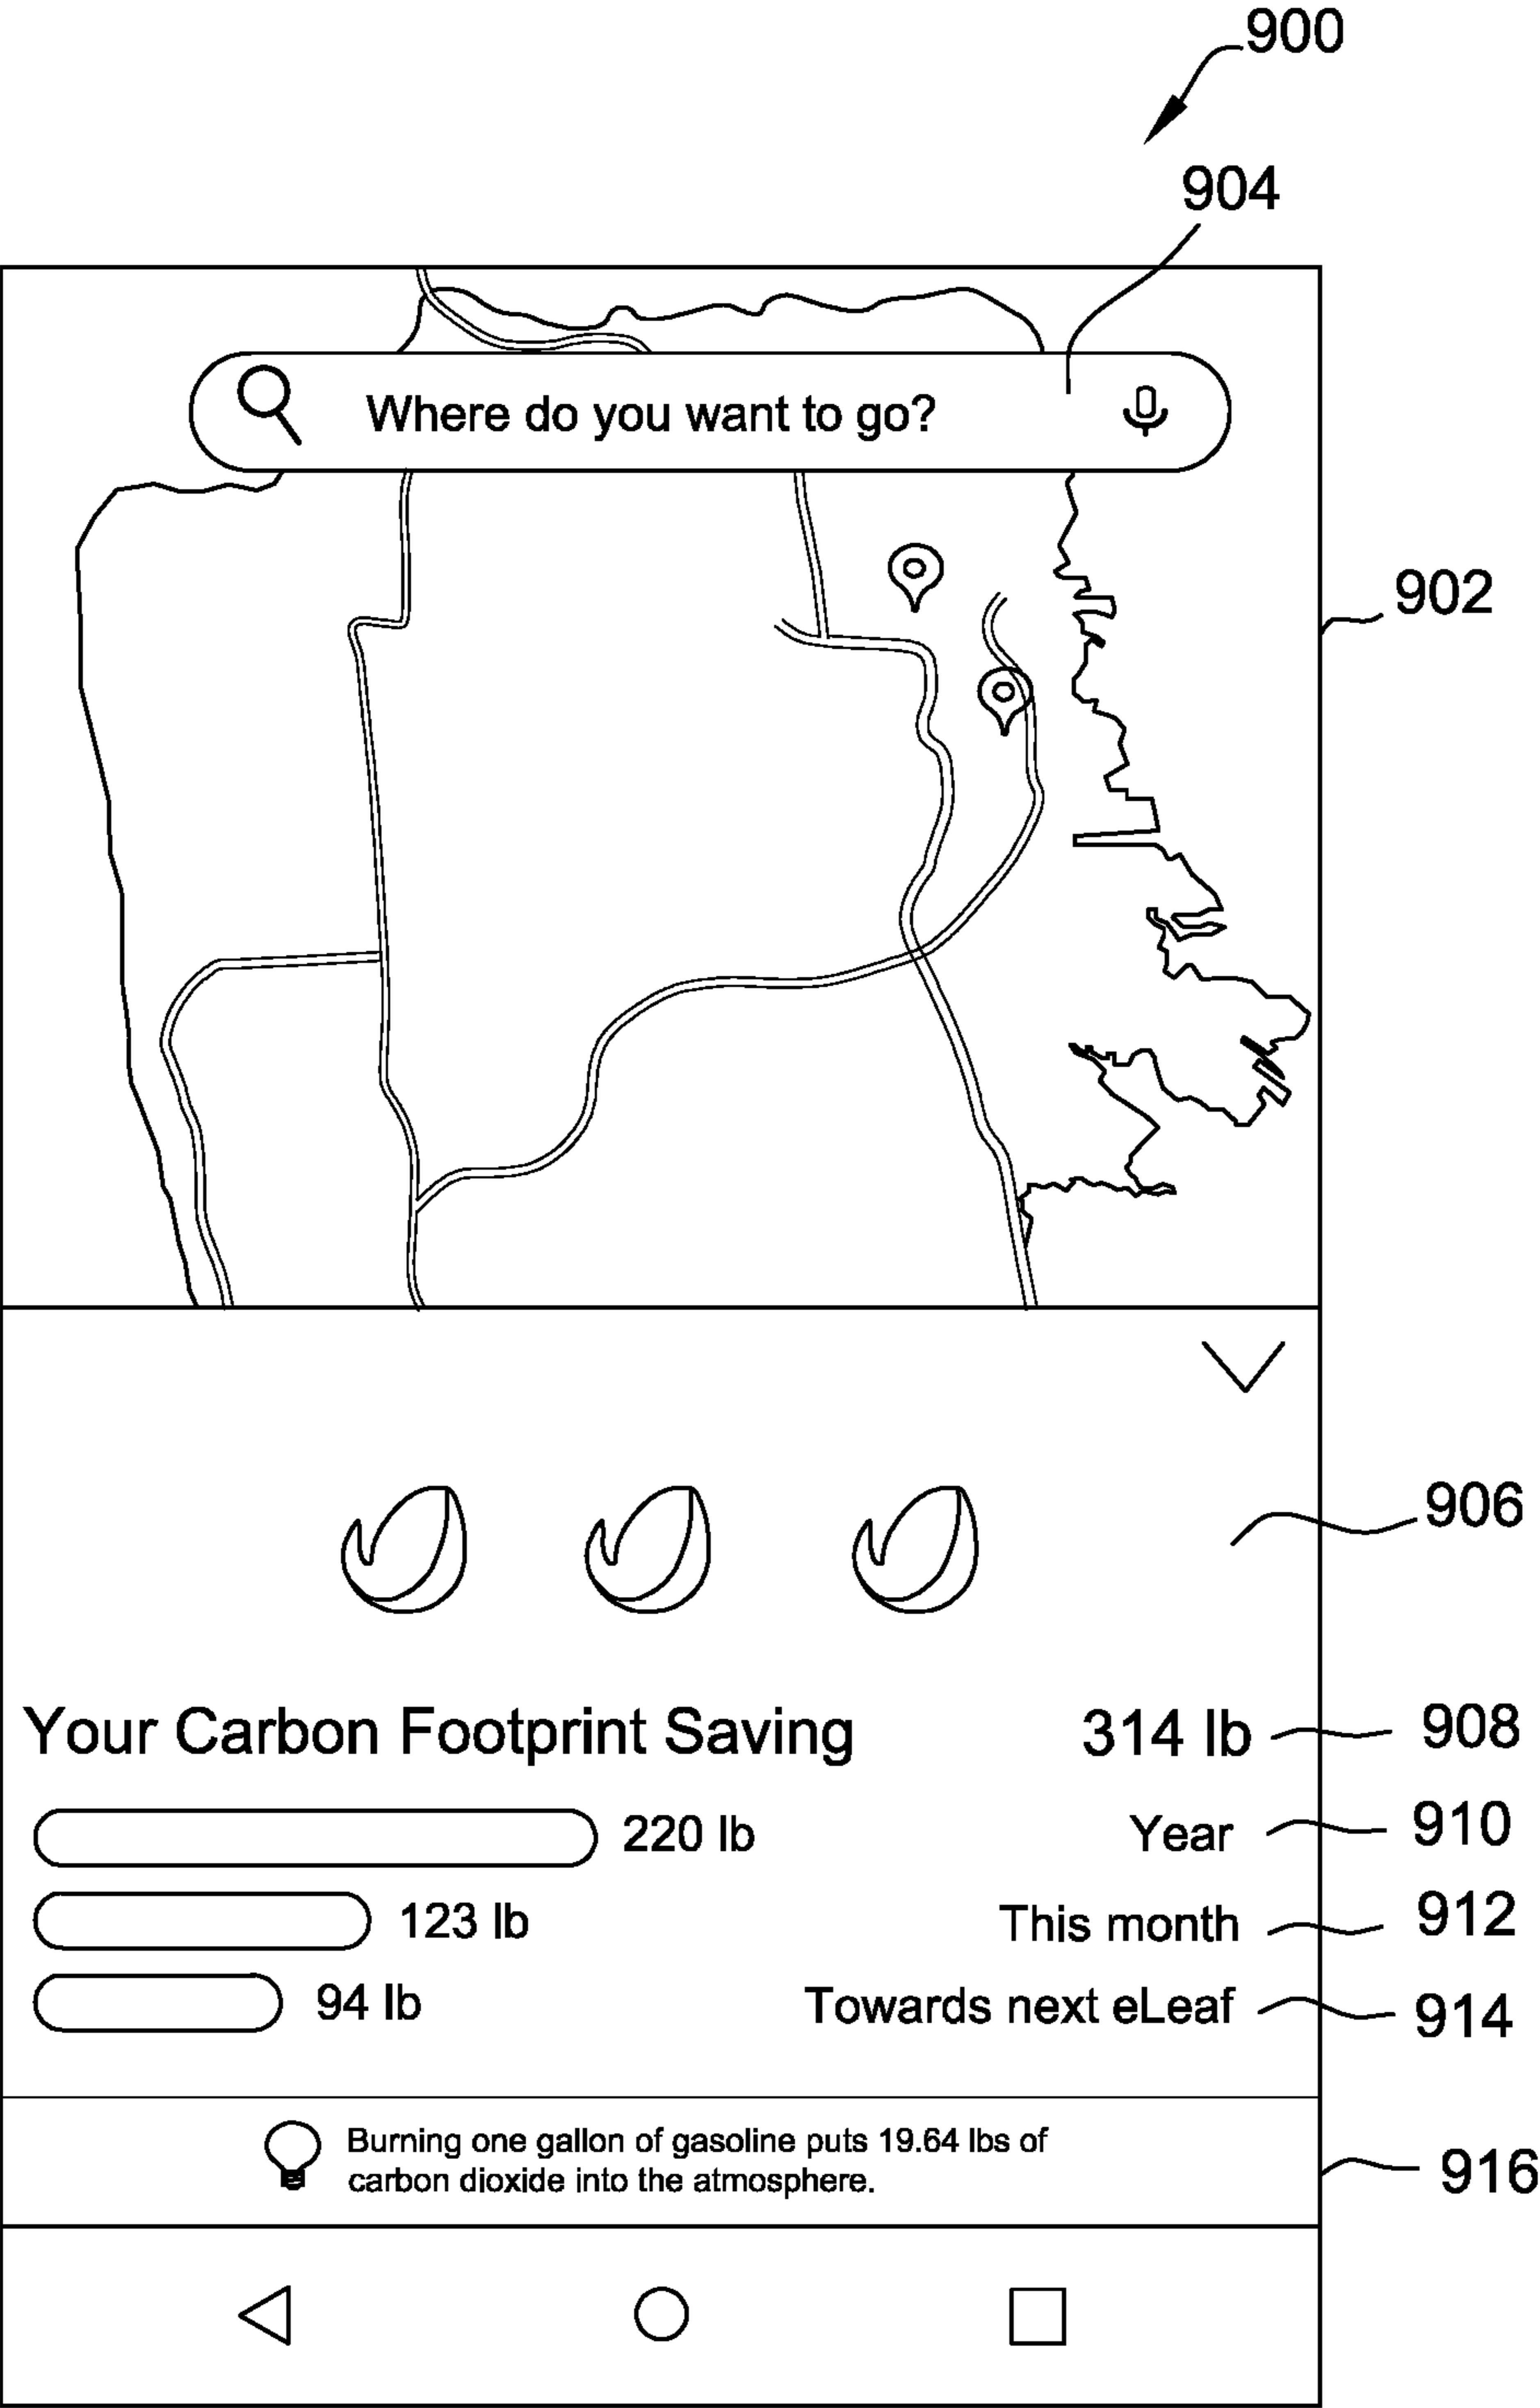 900
904
Where do you want to go?
902
906
Your Carbon Footprint Saving 314 lb 908
220 lb Year 910
123 lb This month 912
94 lb Towards next eLeaf 914
Burning one gallon of gasoline puts 19.64 lbs of
carbon dioxide into the atmosphere.
916